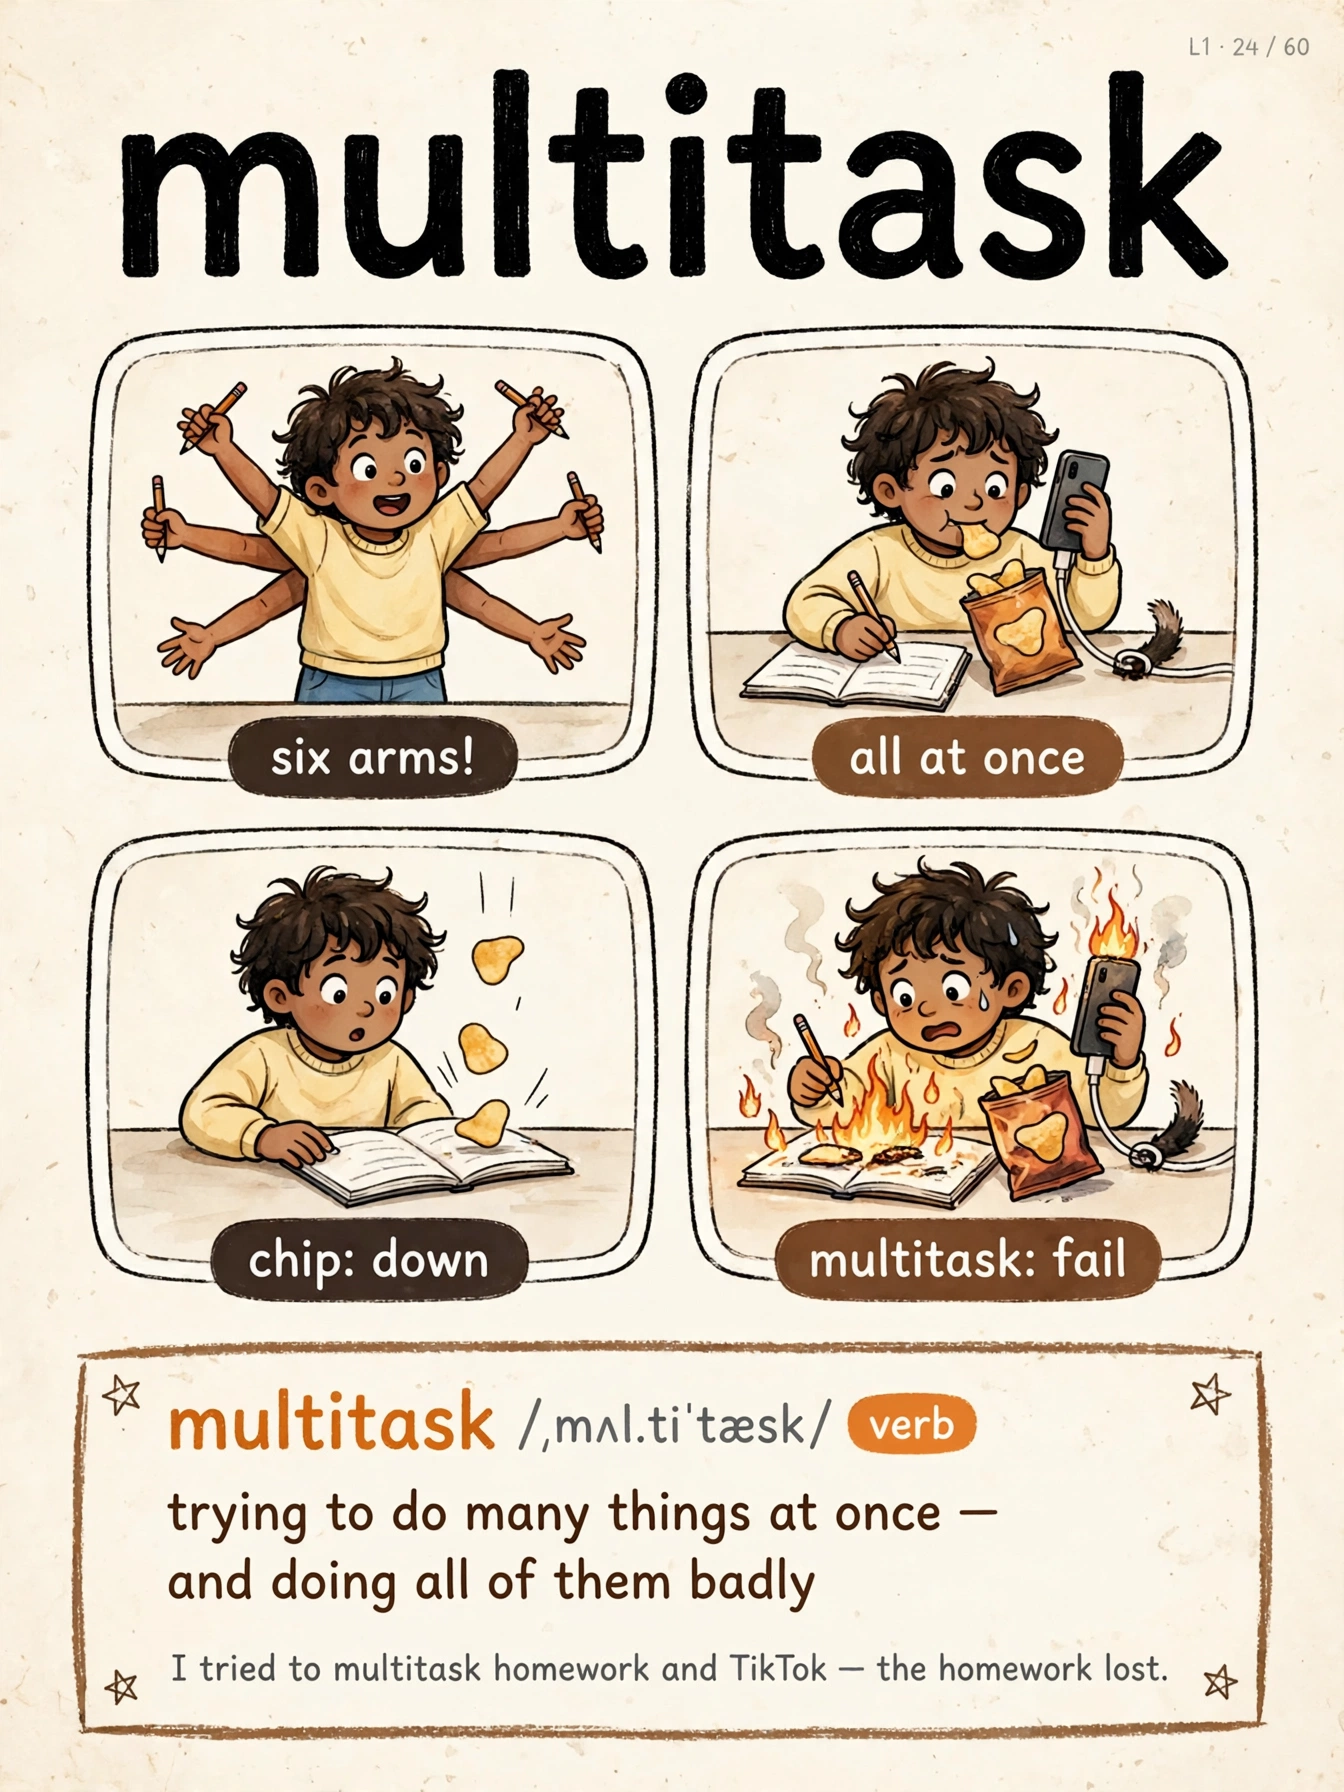 L1 · 24 / 60
multitask
six arms!
all at once
chip: down
multitask: fail
multitask /ˌmʌl.tiˈtæsk/ verb
trying to do many things at once —
and doing all of them badly
I tried to multitask homework and TikTok — the homework lost.